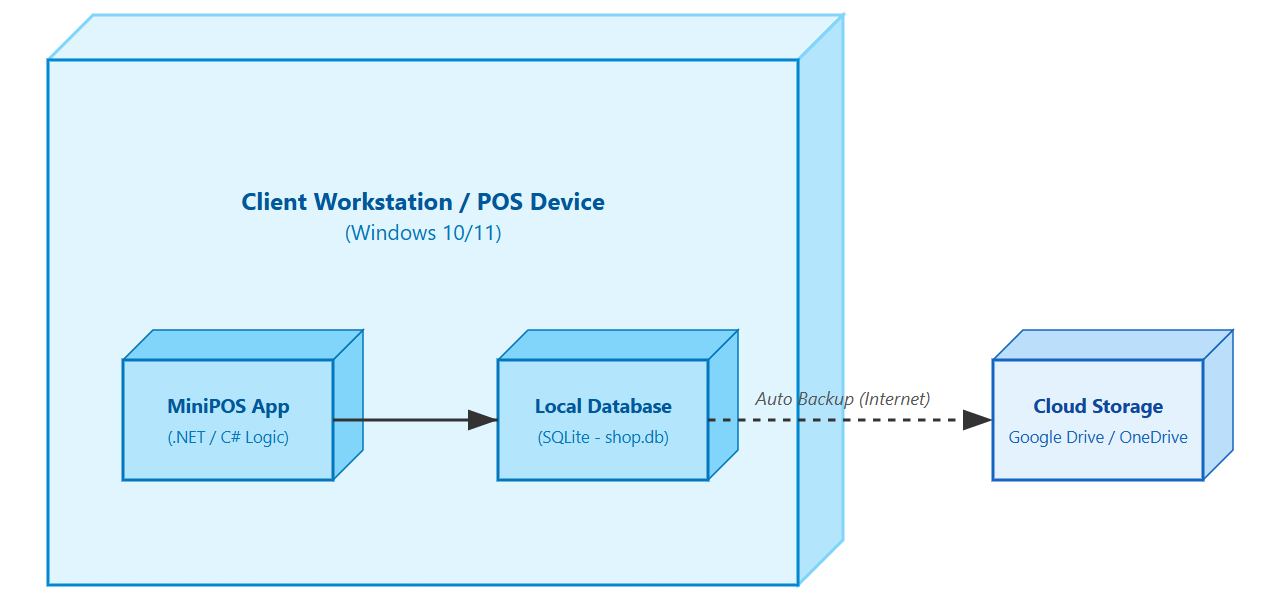 Client Workstation / POS Device
(Windows 10/11)
MiniPOS App
(.NET / C# Logic)
Local Database
(SQLite - shop.db)
Auto Backup (Internet)
Cloud Storage
Google Drive / OneDrive